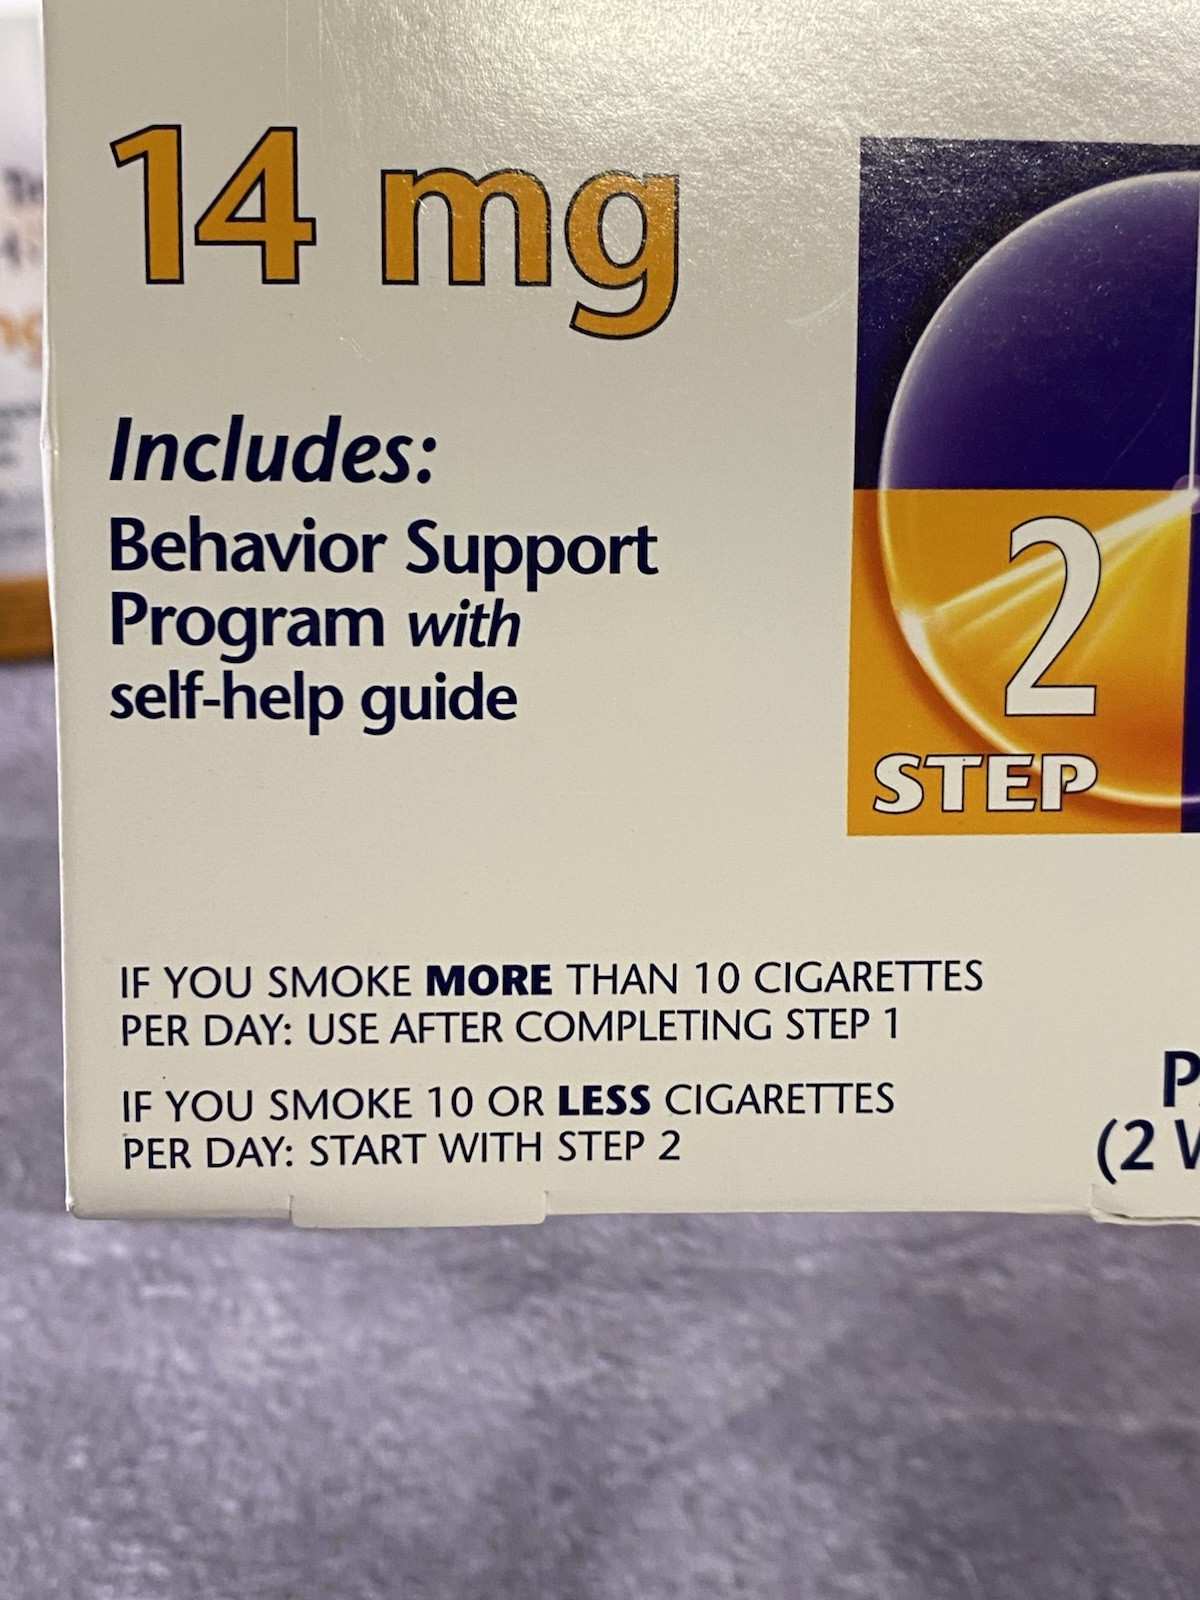 14 mg
Includes:
Behavior Support
Program with
self-help guide
2
STEP
IF YOU SMOKE MORE THAN 10 CIGARETTES
PER DAY: USE AFTER COMPLETING STEP 1
IF YOU SMOKE 10 OR LESS CIGARETTES
PER DAY: START WITH STEP 2
(2